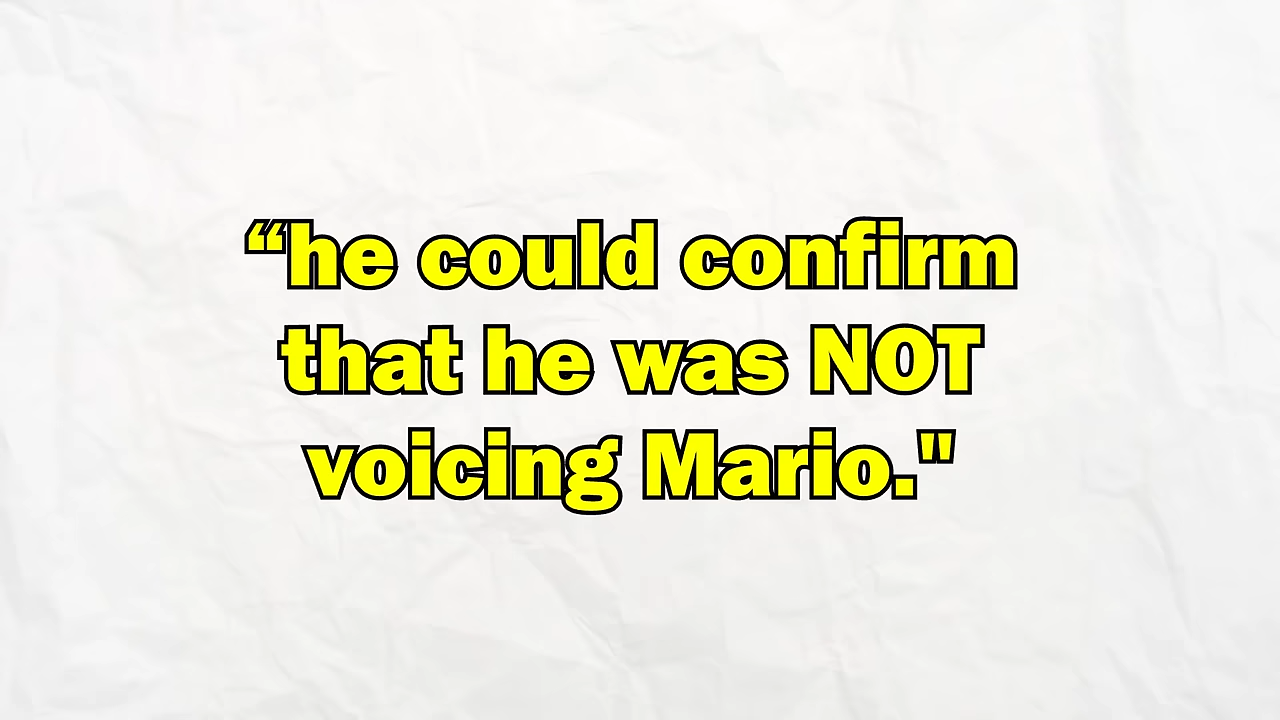 “he could confirm
that he was NOT
voicing Mario."